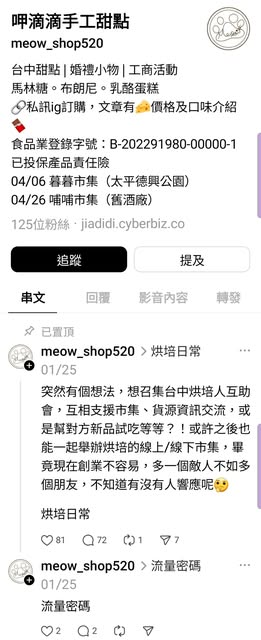 呷滴滴手工甜點
meow_shop520
台中甜點 | 婚禮小物 | 工商活動
馬林糖。布朗尼。乳酪蛋糕
🔗私訊ig訂購，文章有🧀價格及口味介紹
🍫
食品業登錄字號：B-202291980-00000-1
已投保產品責任險
04/06 暮暮市集（太平德興公園）
04/26 哺哺市集（舊酒廠）
125位粉絲 · jiadidi.cyberbiz.co
追蹤
提及
串文
回覆
影音內容
轉發
已置頂
meow_shop520 > 烘培日常
01/25
突然有個想法，想召集台中烘培人互助
會，互相支援市集、貨源資訊交流，或
是幫對方新品試吃等等？！或許之後也
能一起舉辦烘培的線上/線下市集，畢
竟現在創業不容易，多一個敵人不如多
個朋友，不知道有沒有人響應呢🤔
烘培日常
81 72 1 7
meow_shop520 > 流量密碼
01/25
流量密碼
2 2